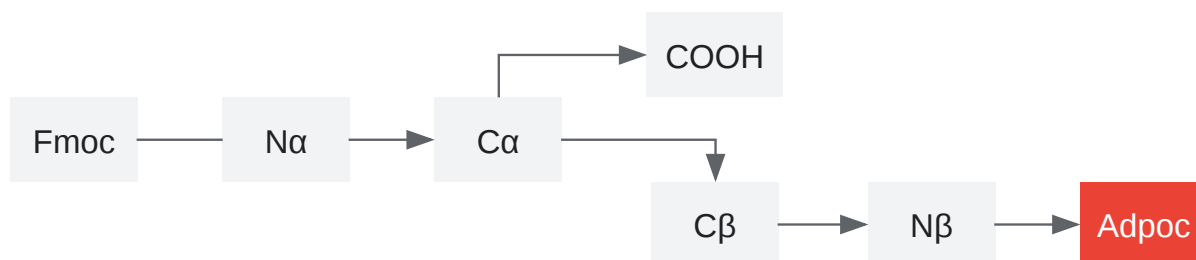 COOH
Fmoc
Nα
Cα
Cβ
Nβ
Adpoc